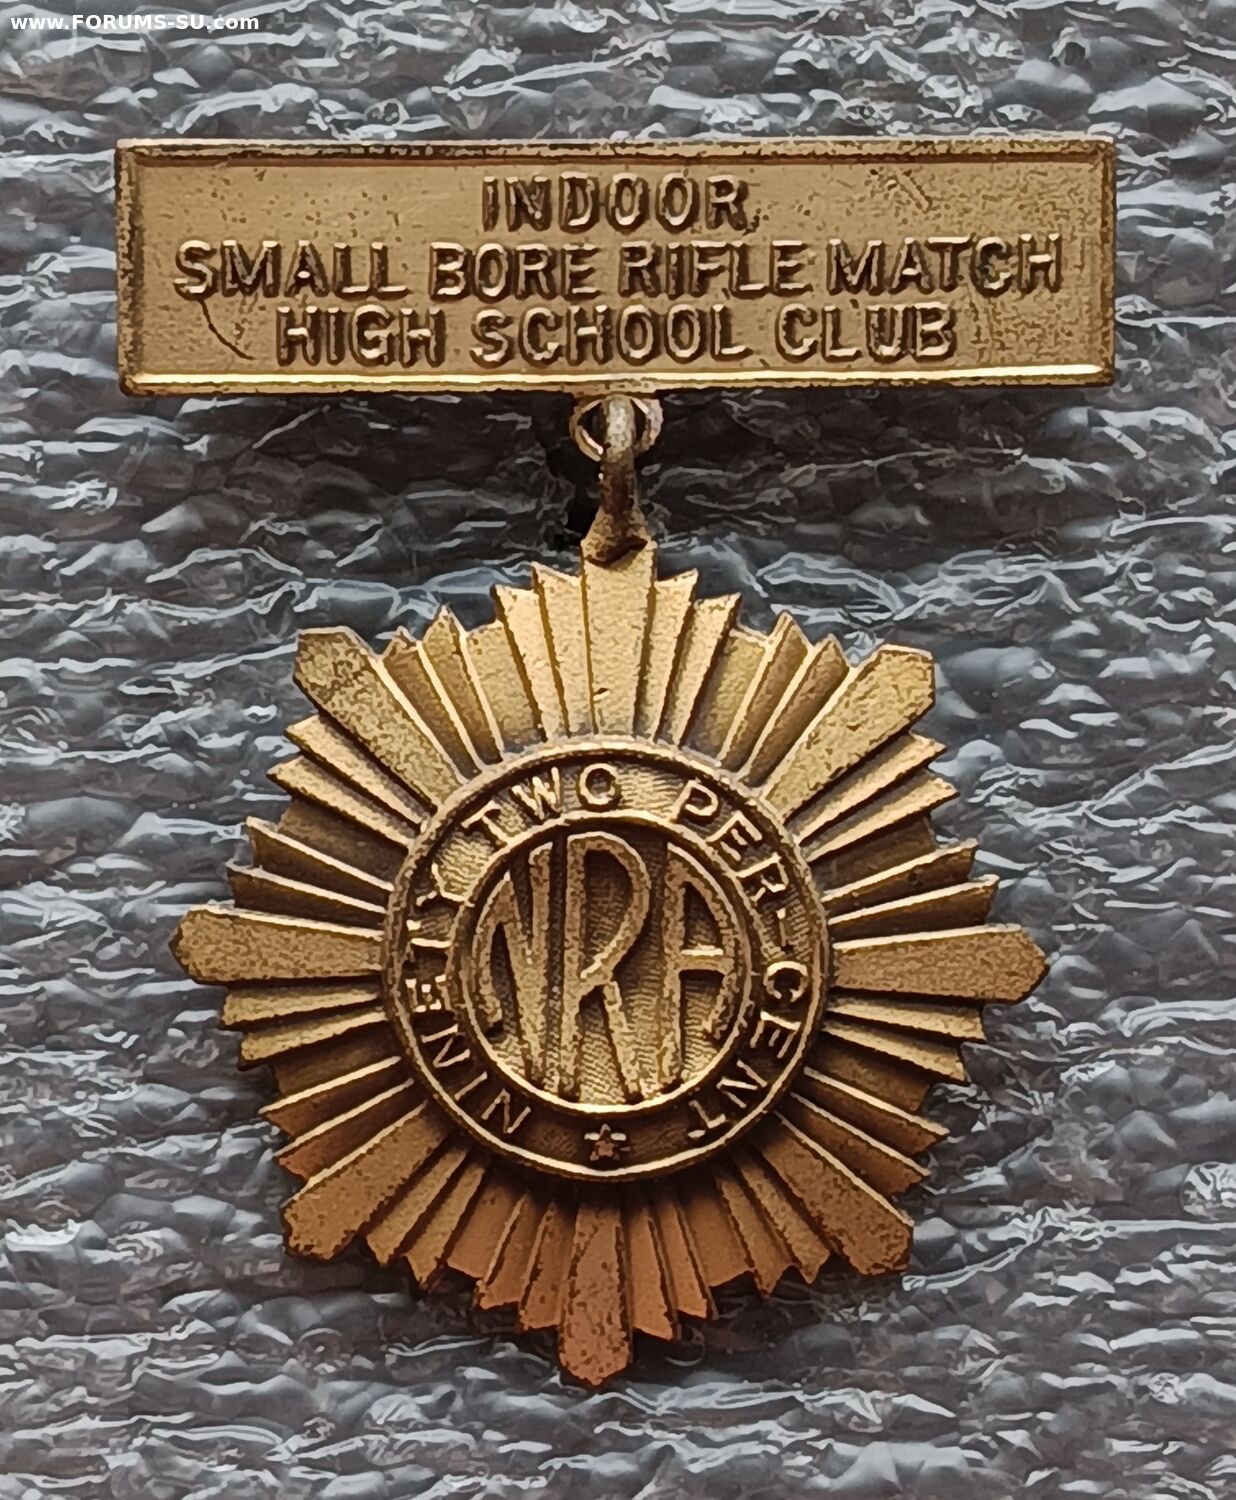 www.FORUMS-SU.com
INDOOR
SMALL BORE RIFLE MATCH
HIGH SCHOOL CLUB
NINETY TWO PER-CENT
NRA